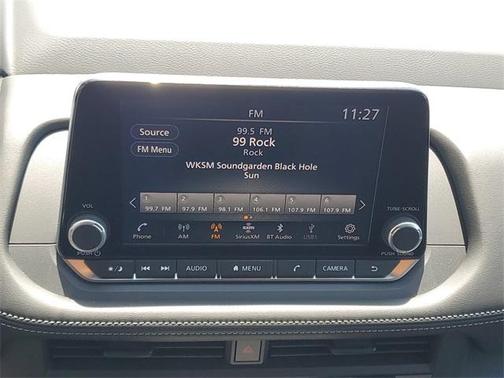 FM
11:27
Source
99.5 FM
FM Menu
99 Rock
Rock
WKSM Soundgarden Black Hole
Sun
1 2 3 4 5 6
99.7 FM 97.9 FM 98.1 FM 106.1 FM 107.9 FM 107.9 FM
VOL
TUNE·SCROLL
Phone AM FM SiriusXM BT Audio USB1 Settings
PUSH
PUSH SOUND
AUDIO MENU CAMERA